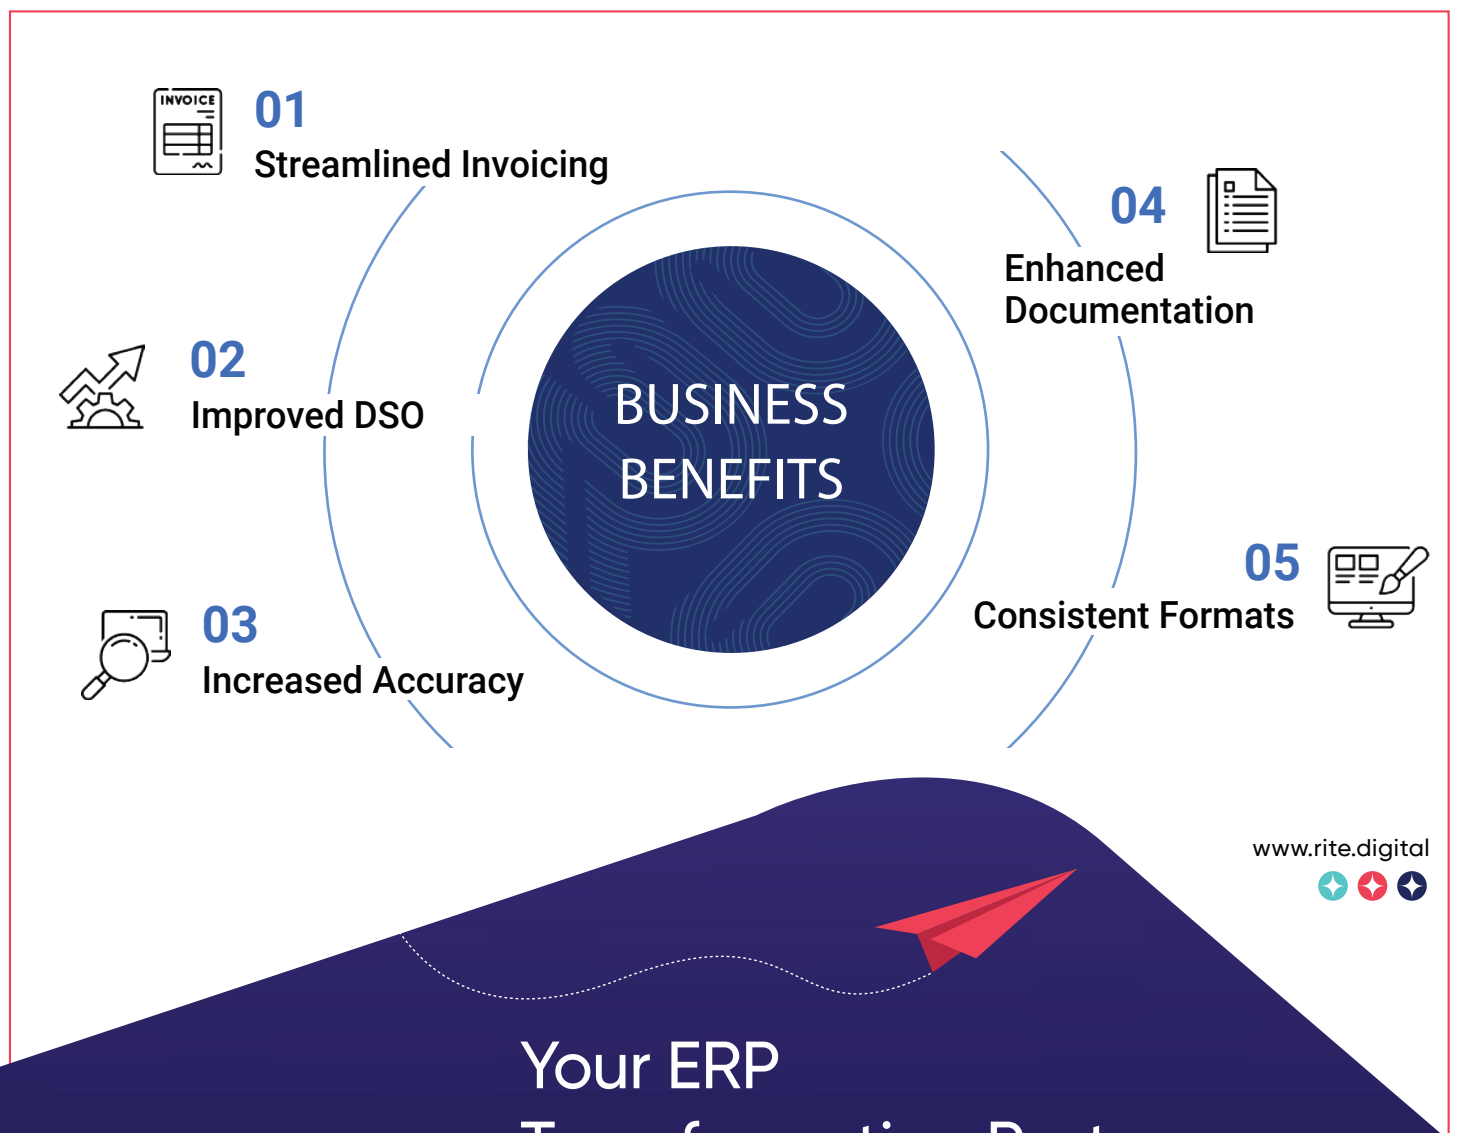 INVOICE
01
Streamlined Invoicing
02
Improved DSO
03
Increased Accuracy
BUSINESS
BENEFITS
04
Enhanced
Documentation
05
Consistent Formats
www.rite.digital
Your ERP